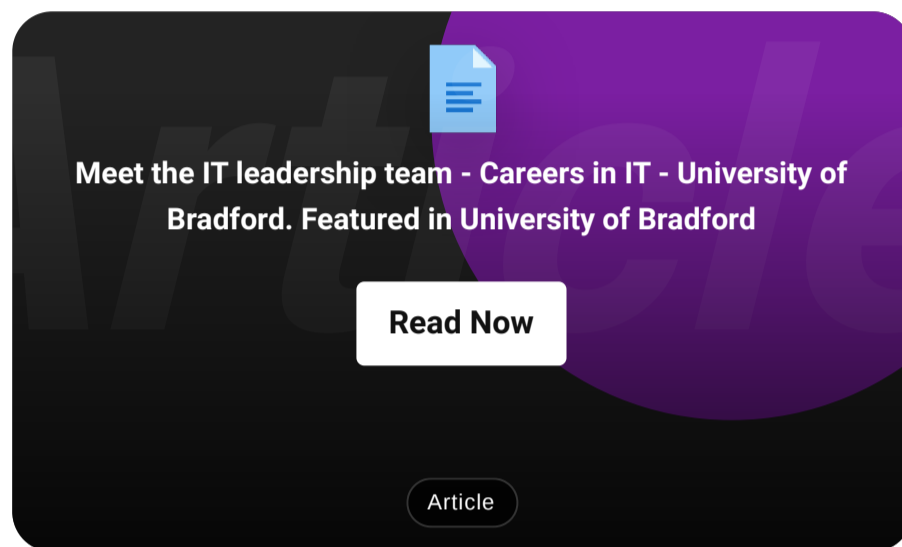 Article
Meet the IT leadership team - Careers in IT - University of
Bradford. Featured in University of Bradford
Read Now
Article